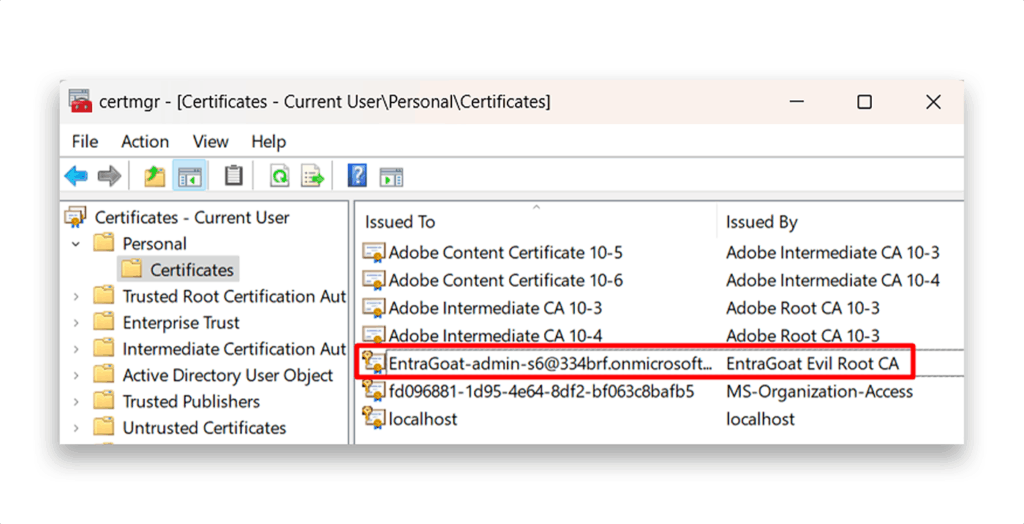 certmgr - [Certificates - Current User\Personal\Certificates]
File Action View Help
Certificates - Current User
Personal
Certificates
Trusted Root Certification Aut
Enterprise Trust
Intermediate Certification Aut
Active Directory User Object
Trusted Publishers
Untrusted Certificates
Issued To Issued By
Adobe Content Certificate 10-5 Adobe Intermediate CA 10-3
Adobe Content Certificate 10-6 Adobe Intermediate CA 10-4
Adobe Intermediate CA 10-3 Adobe Root CA 10-3
Adobe Intermediate CA 10-4 Adobe Root CA 10-3
EntraGoat-admin-s6@334brf.onmicrosoft... EntraGoat Evil Root CA
fd096881-1d95-4e64-8df2-bf063c8bafb5 MS-Organization-Access
localhost localhost